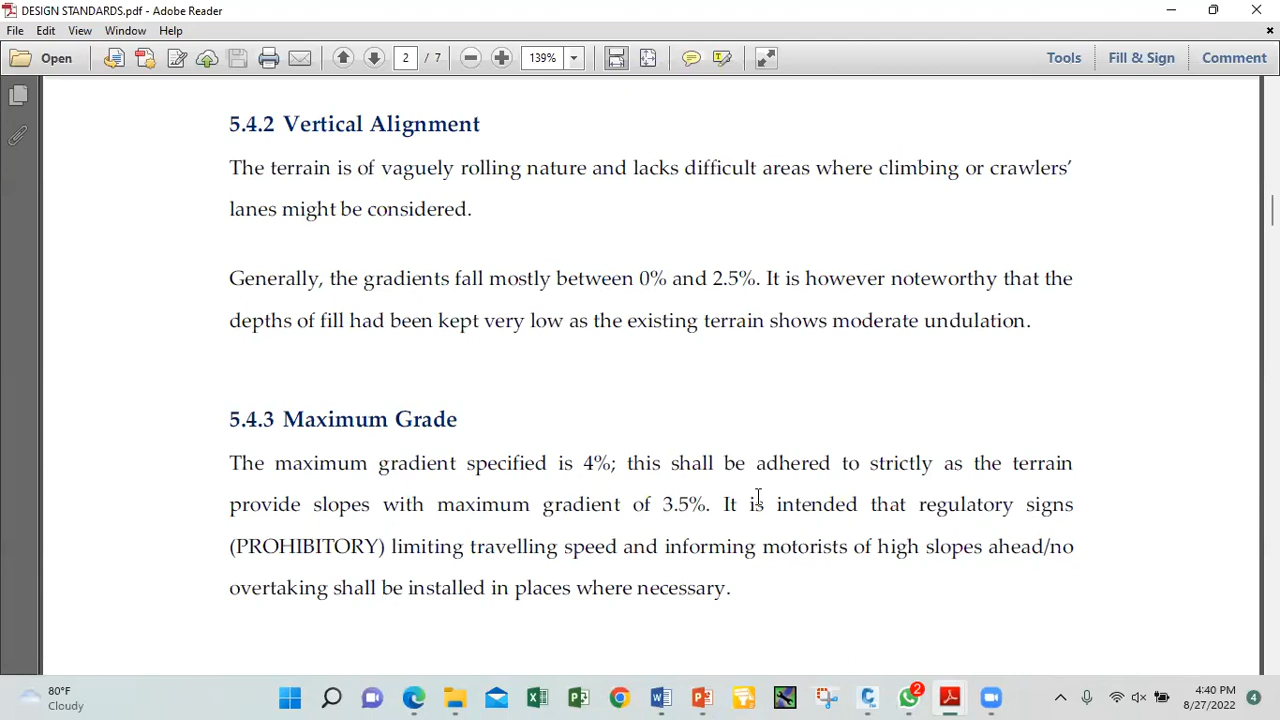 DESIGN STANDARDS.pdf - Adobe Reader
File Edit View Window Help
Open 2 / 7 139% Tools Fill & Sign Comment
5.4.2 Vertical Alignment
The terrain is of vaguely rolling nature and lacks difficult areas where climbing or crawlers’
lanes might be considered.
Generally, the gradients fall mostly between 0% and 2.5%. It is however noteworthy that the
depths of fill had been kept very low as the existing terrain shows moderate undulation.
5.4.3 Maximum Grade
The maximum gradient specified is 4%; this shall be adhered to strictly as the terrain
provide slopes with maximum gradient of 3.5%. It is intended that regulatory signs
(PROHIBITORY) limiting travelling speed and informing motorists of high slopes ahead/no
overtaking shall be installed in places where necessary.
80°F
Cloudy
2
4:40 PM
8/27/2022
4